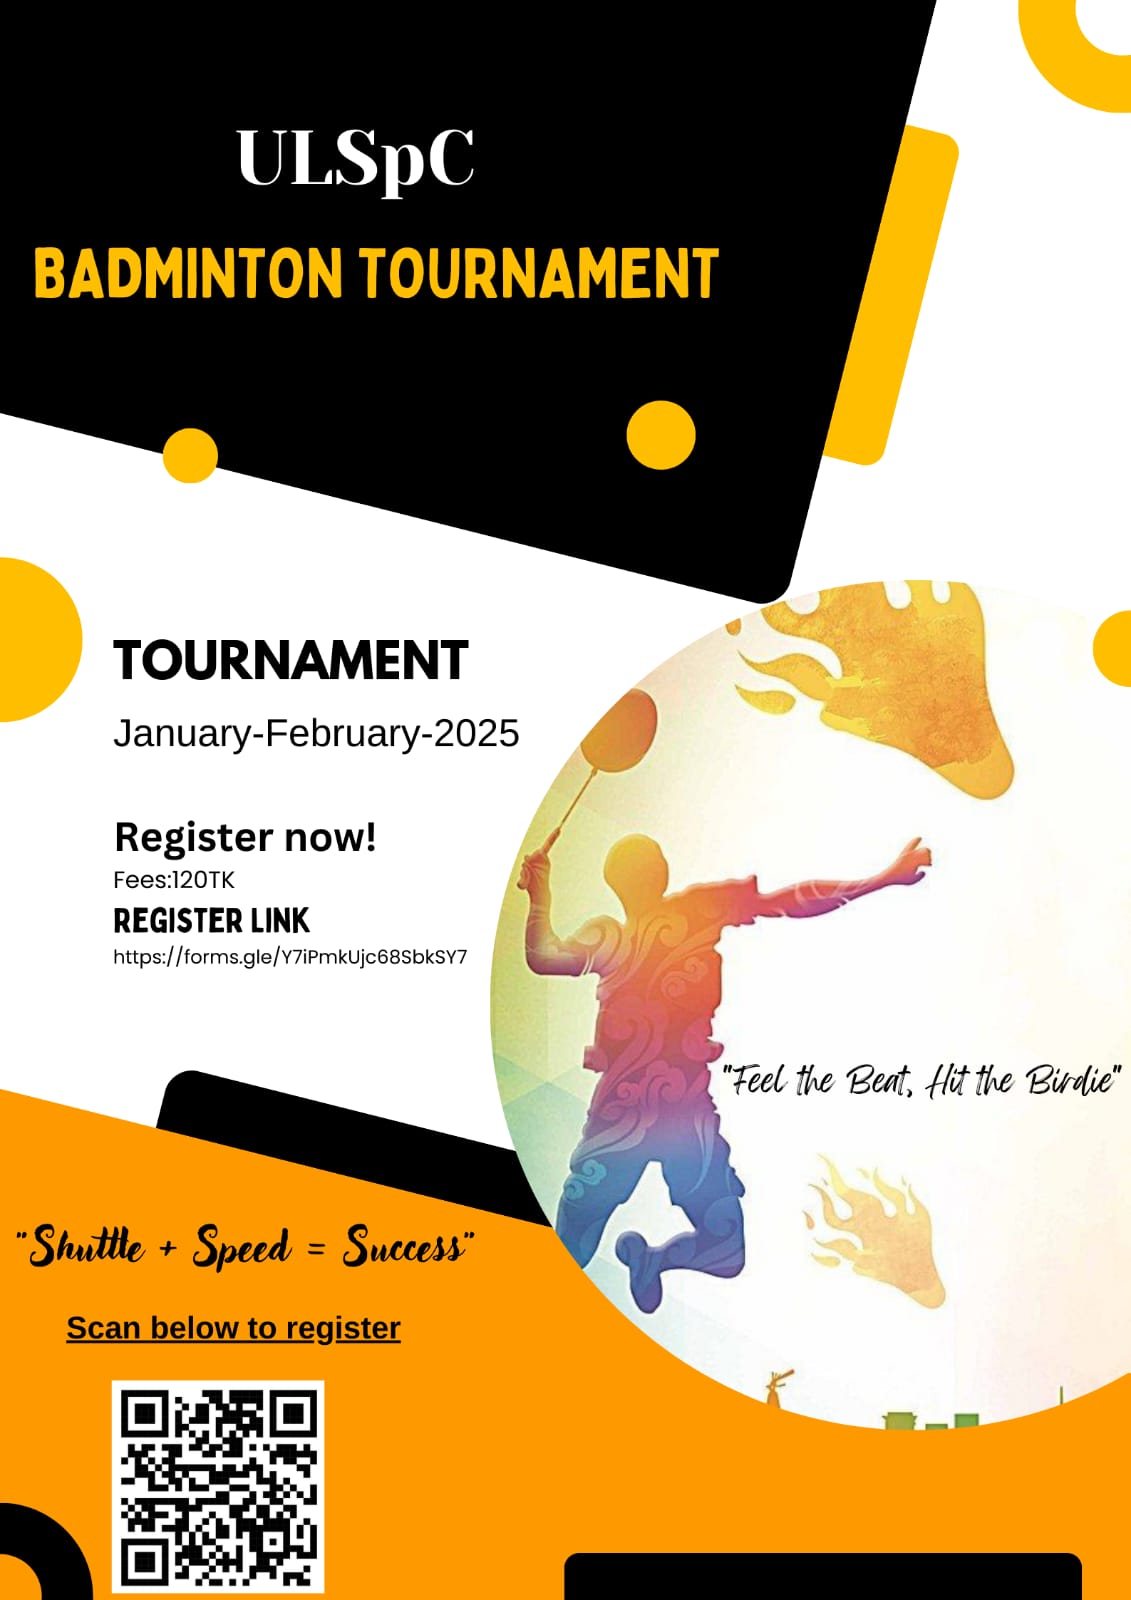 ULSpC
BADMINTON TOURNAMENT
TOURNAMENT
January-February-2025
Register now!
Fees:120TK
REGISTER LINK
https://forms.gle/Y7iPmkUjc68SbkSY7
"Feel the Beat, Hit the Birdie"
"Shuttle + Speed = Success"
Scan below to register